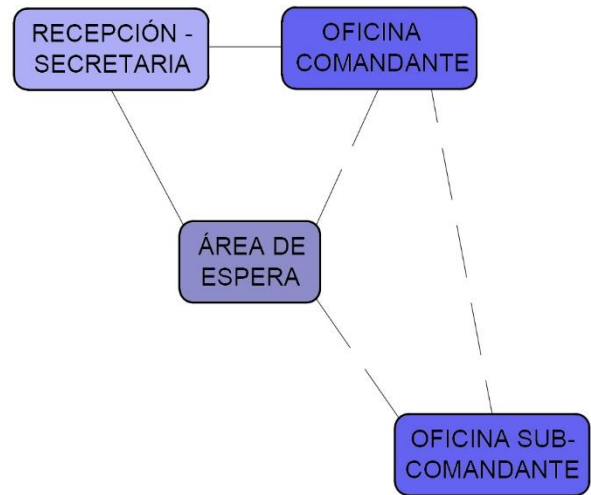 RECEPCIÓN -
SECRETARIA
OFICINA
COMANDANTE
ÁREA DE
ESPERA
OFICINA SUB-
COMANDANTE